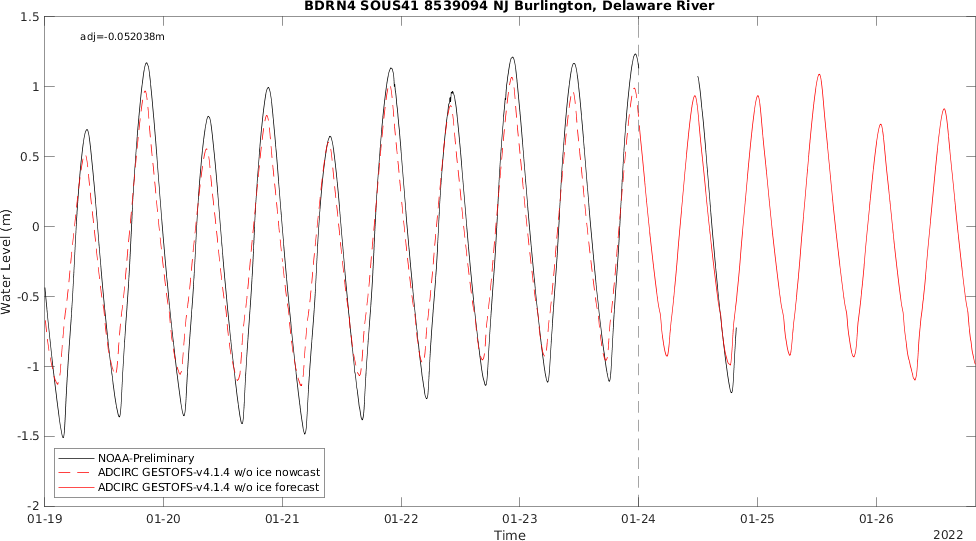 BDRN4 SOUS41 8539094 NJ Burlington, Delaware River
adj=-0.052038m
1.5
1
0.5
0
-0.5
-1
-1.5
-2
Water Level (m)
NOAA-Preliminary
ADCIRC GESTOFS-v4.1.4 w/o ice nowcast
ADCIRC GESTOFS-v4.1.4 w/o ice forecast
01-19 01-20 01-21 01-22 01-23 01-24 01-25 01-26
Time
2022